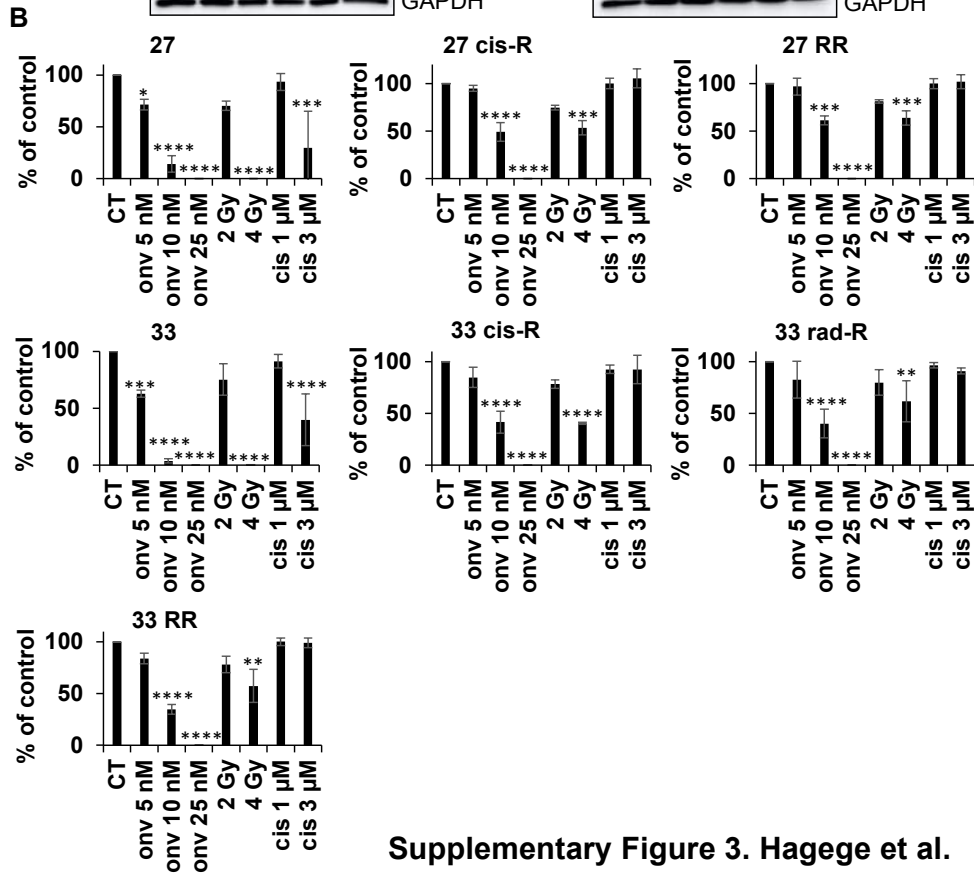 GAPDH
GAPDH
B
27
% of control
100
50
0
*
****
****
****
***
CT
onv 5 nM
onv 10 nM
onv 25 nM
2 Gy
4 Gy
cis 1 µM
cis 3 µM
27 cis-R
% of control
100
50
0
****
****
***
CT
onv 5 nM
onv 10 nM
onv 25 nM
2 Gy
4 Gy
cis 1 µM
cis 3 µM
27 RR
% of control
100
50
0
***
****
***
CT
onv 5 nM
onv 10 nM
onv 25 nM
2 Gy
4 Gy
cis 1 µM
cis 3 µM
33
% of control
100
50
0
***
****
****
****
****
CT
onv 5 nM
onv 10 nM
onv 25 nM
2 Gy
4 Gy
cis 1 µM
cis 3 µM
33 cis-R
% of control
100
50
0
****
****
****
CT
onv 5 nM
onv 10 nM
onv 25 nM
2 Gy
4 Gy
cis 1 µM
cis 3 µM
33 rad-R
% of control
100
50
0
****
****
**
CT
onv 5 nM
onv 10 nM
onv 25 nM
2 Gy
4 Gy
cis 1 µM
cis 3 µM
33 RR
% of control
100
50
0
****
****
**
CT
onv 5 nM
onv 10 nM
onv 25 nM
2 Gy
4 Gy
cis 1 µM
cis 3 µM
Supplementary Figure 3. Hagege et al.